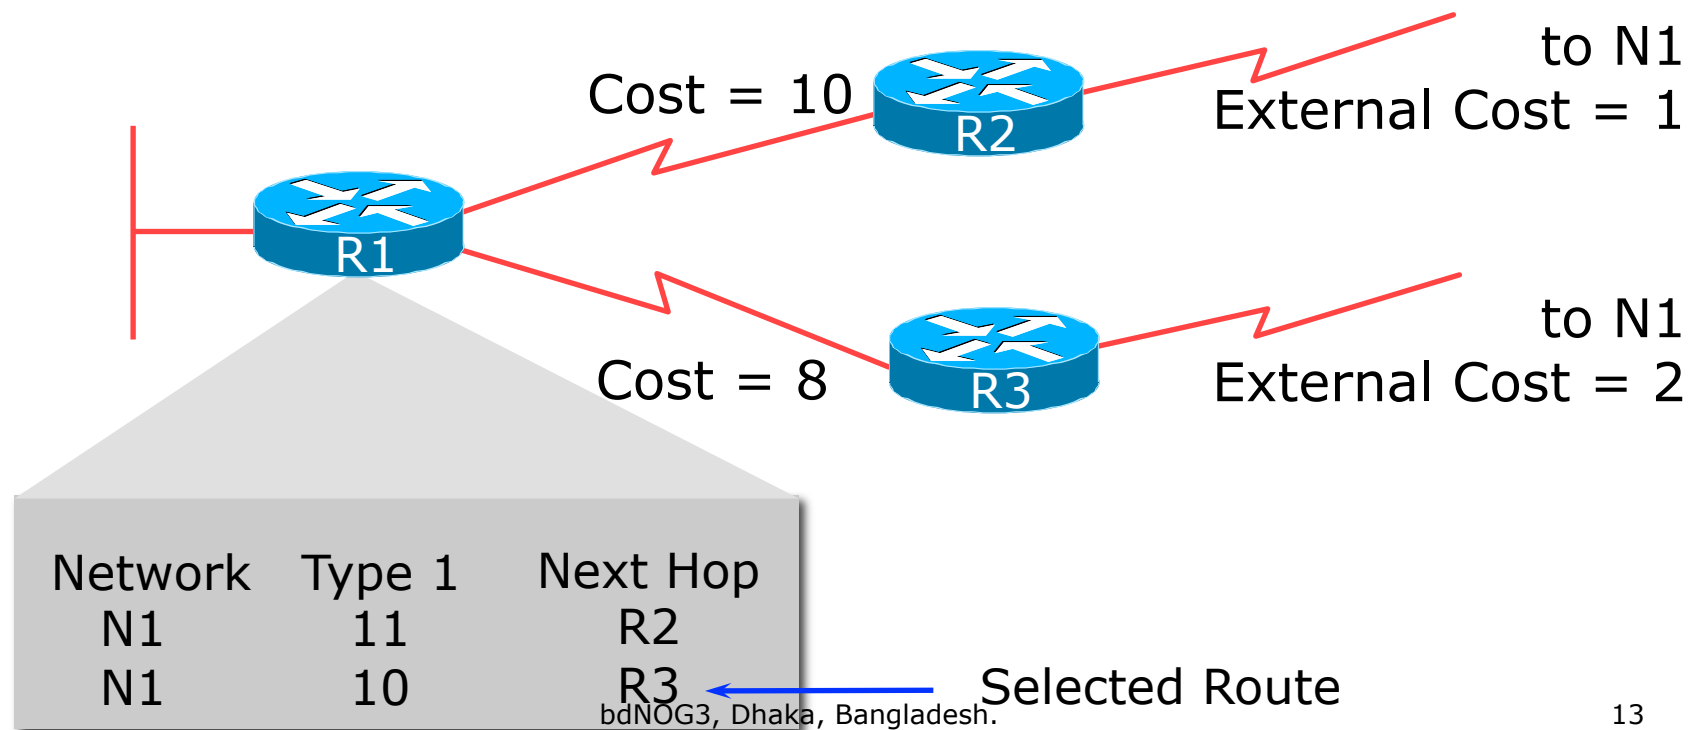 to N1
Cost = 10
External Cost = 1
R2
R1
to N1
Cost = 8
External Cost = 2
R3
Network Type 1 Next Hop
N1 11 R2
N1 10 R3
Selected Route
bdNOG3, Dhaka, Bangladesh.
13